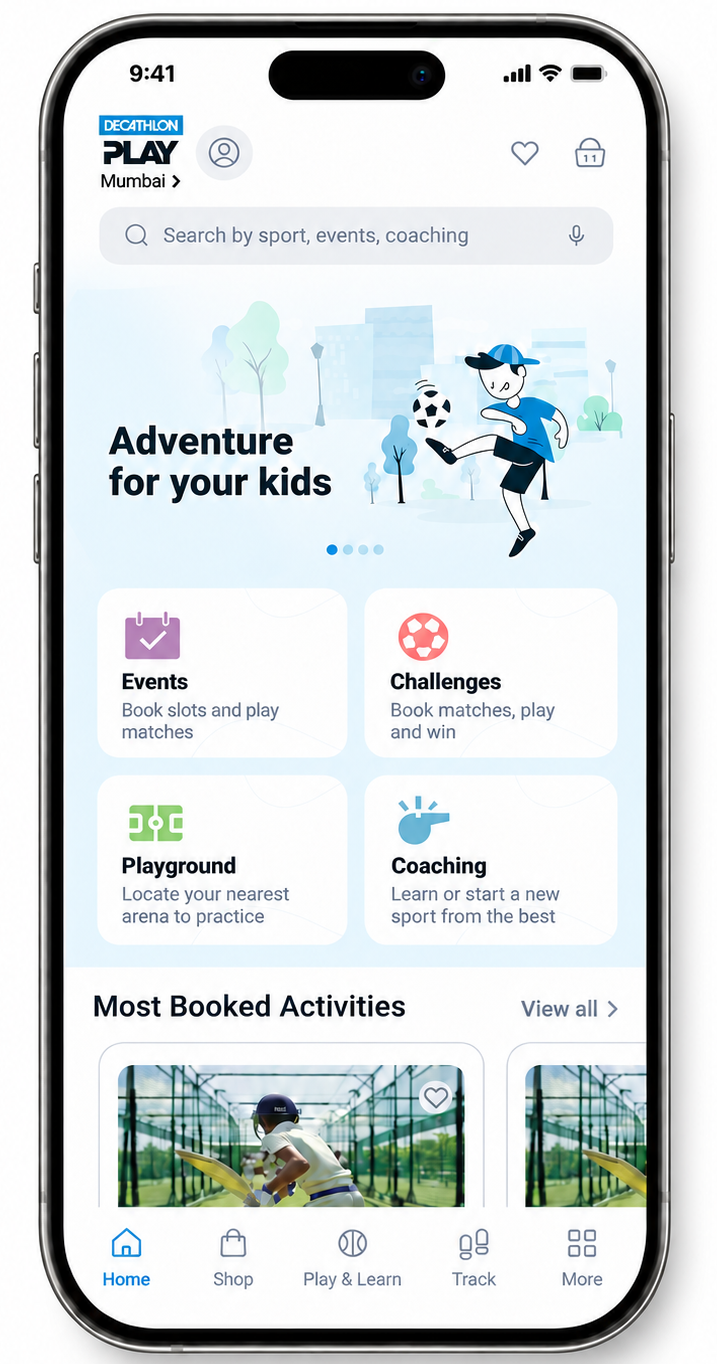 9:41
DECATHLON
PLAY
Mumbai
11
Search by sport, events, coaching
Adventure
for your kids
Events
Book slots and play
matches
Challenges
Book matches, play
and win
Playground
Locate your nearest
arena to practice
Coaching
Learn or start a new
sport from the best
Most Booked Activities
View all
Home
Shop
Play & Learn
Track
More